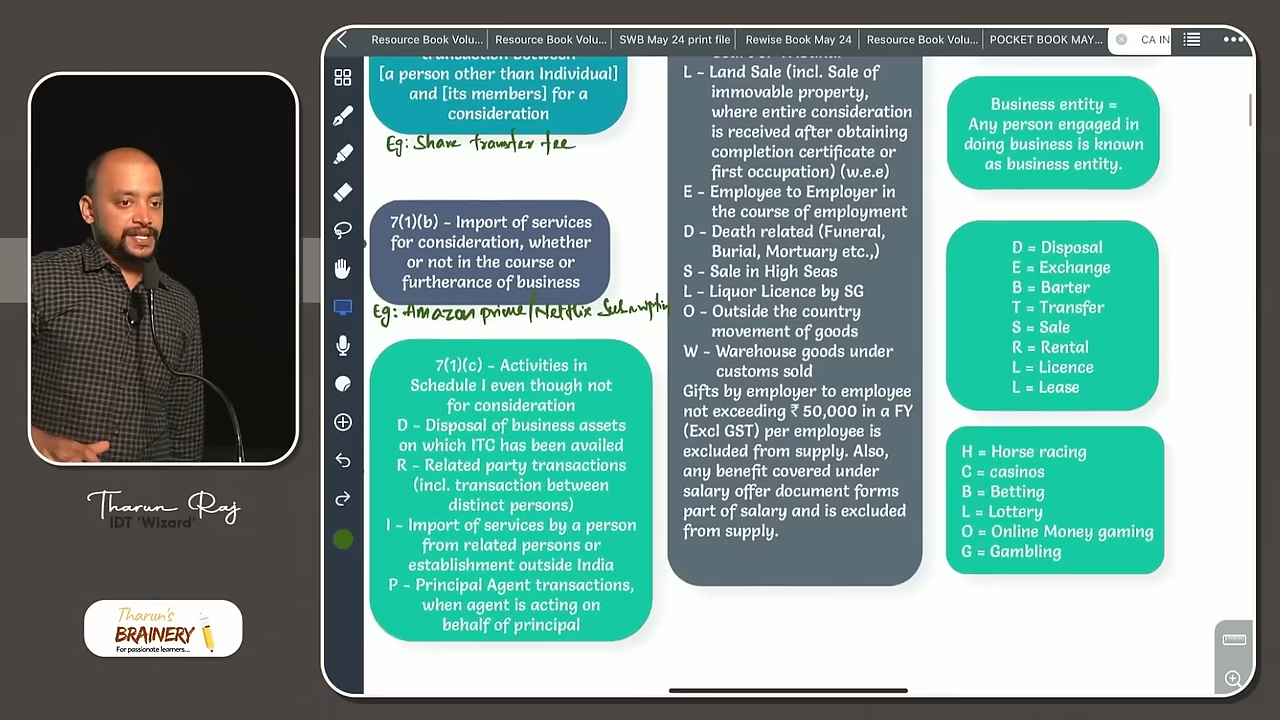 Resource Book Volu...
Resource Book Volu...
SWB May 24 print file
Rewise Book May 24
Resource Book Volu...
POCKET BOOK MAY...
CA IN
transaction between
[a person other than Individual]
and [its members] for a
consideration
Eg: Share transfer fee
7(1)(b) – Import of services
for consideration, whether
or not in the course or
furtherance of business
Eg: Amazon prime/Netflix Subscription
7(1)(c) – Activities in
Schedule I even though not
for consideration
D – Disposal of business assets
on which ITC has been availed
R – Related party transactions
(incl. transaction between
distinct persons)
I – Import of services by a person
from related persons or
establishment outside India
P – Principal Agent transactions,
when agent is acting on
behalf of principal
L – Land Sale (incl. Sale of
immovable property,
where entire consideration
is received after obtaining
completion certificate or
first occupation) (w.e.e)
E – Employee to Employer in
the course of employment
D – Death related (Funeral,
Burial, Mortuary etc.,)
S – Sale in High Seas
L – Liquor Licence by SG
O – Outside the country
movement of goods
W – Warehouse goods under
customs sold
Gifts by employer to employee
not exceeding ₹ 50,000 in a FY
(Excl GST) per employee is
excluded from supply. Also,
any benefit covered under
salary offer document forms
part of salary and is excluded
from supply.
Business entity =
Any person engaged in
doing business is known
as business entity.
D = Disposal
E = Exchange
B = Barter
T = Transfer
S = Sale
R = Rental
L = Licence
L = Lease
H = Horse racing
C = casinos
B = Betting
L = Lottery
O = Online Money gaming
G = Gambling
Tharun Raj
IDT 'Wizard'
Tharun's
BRAINERY
For passionate learners...